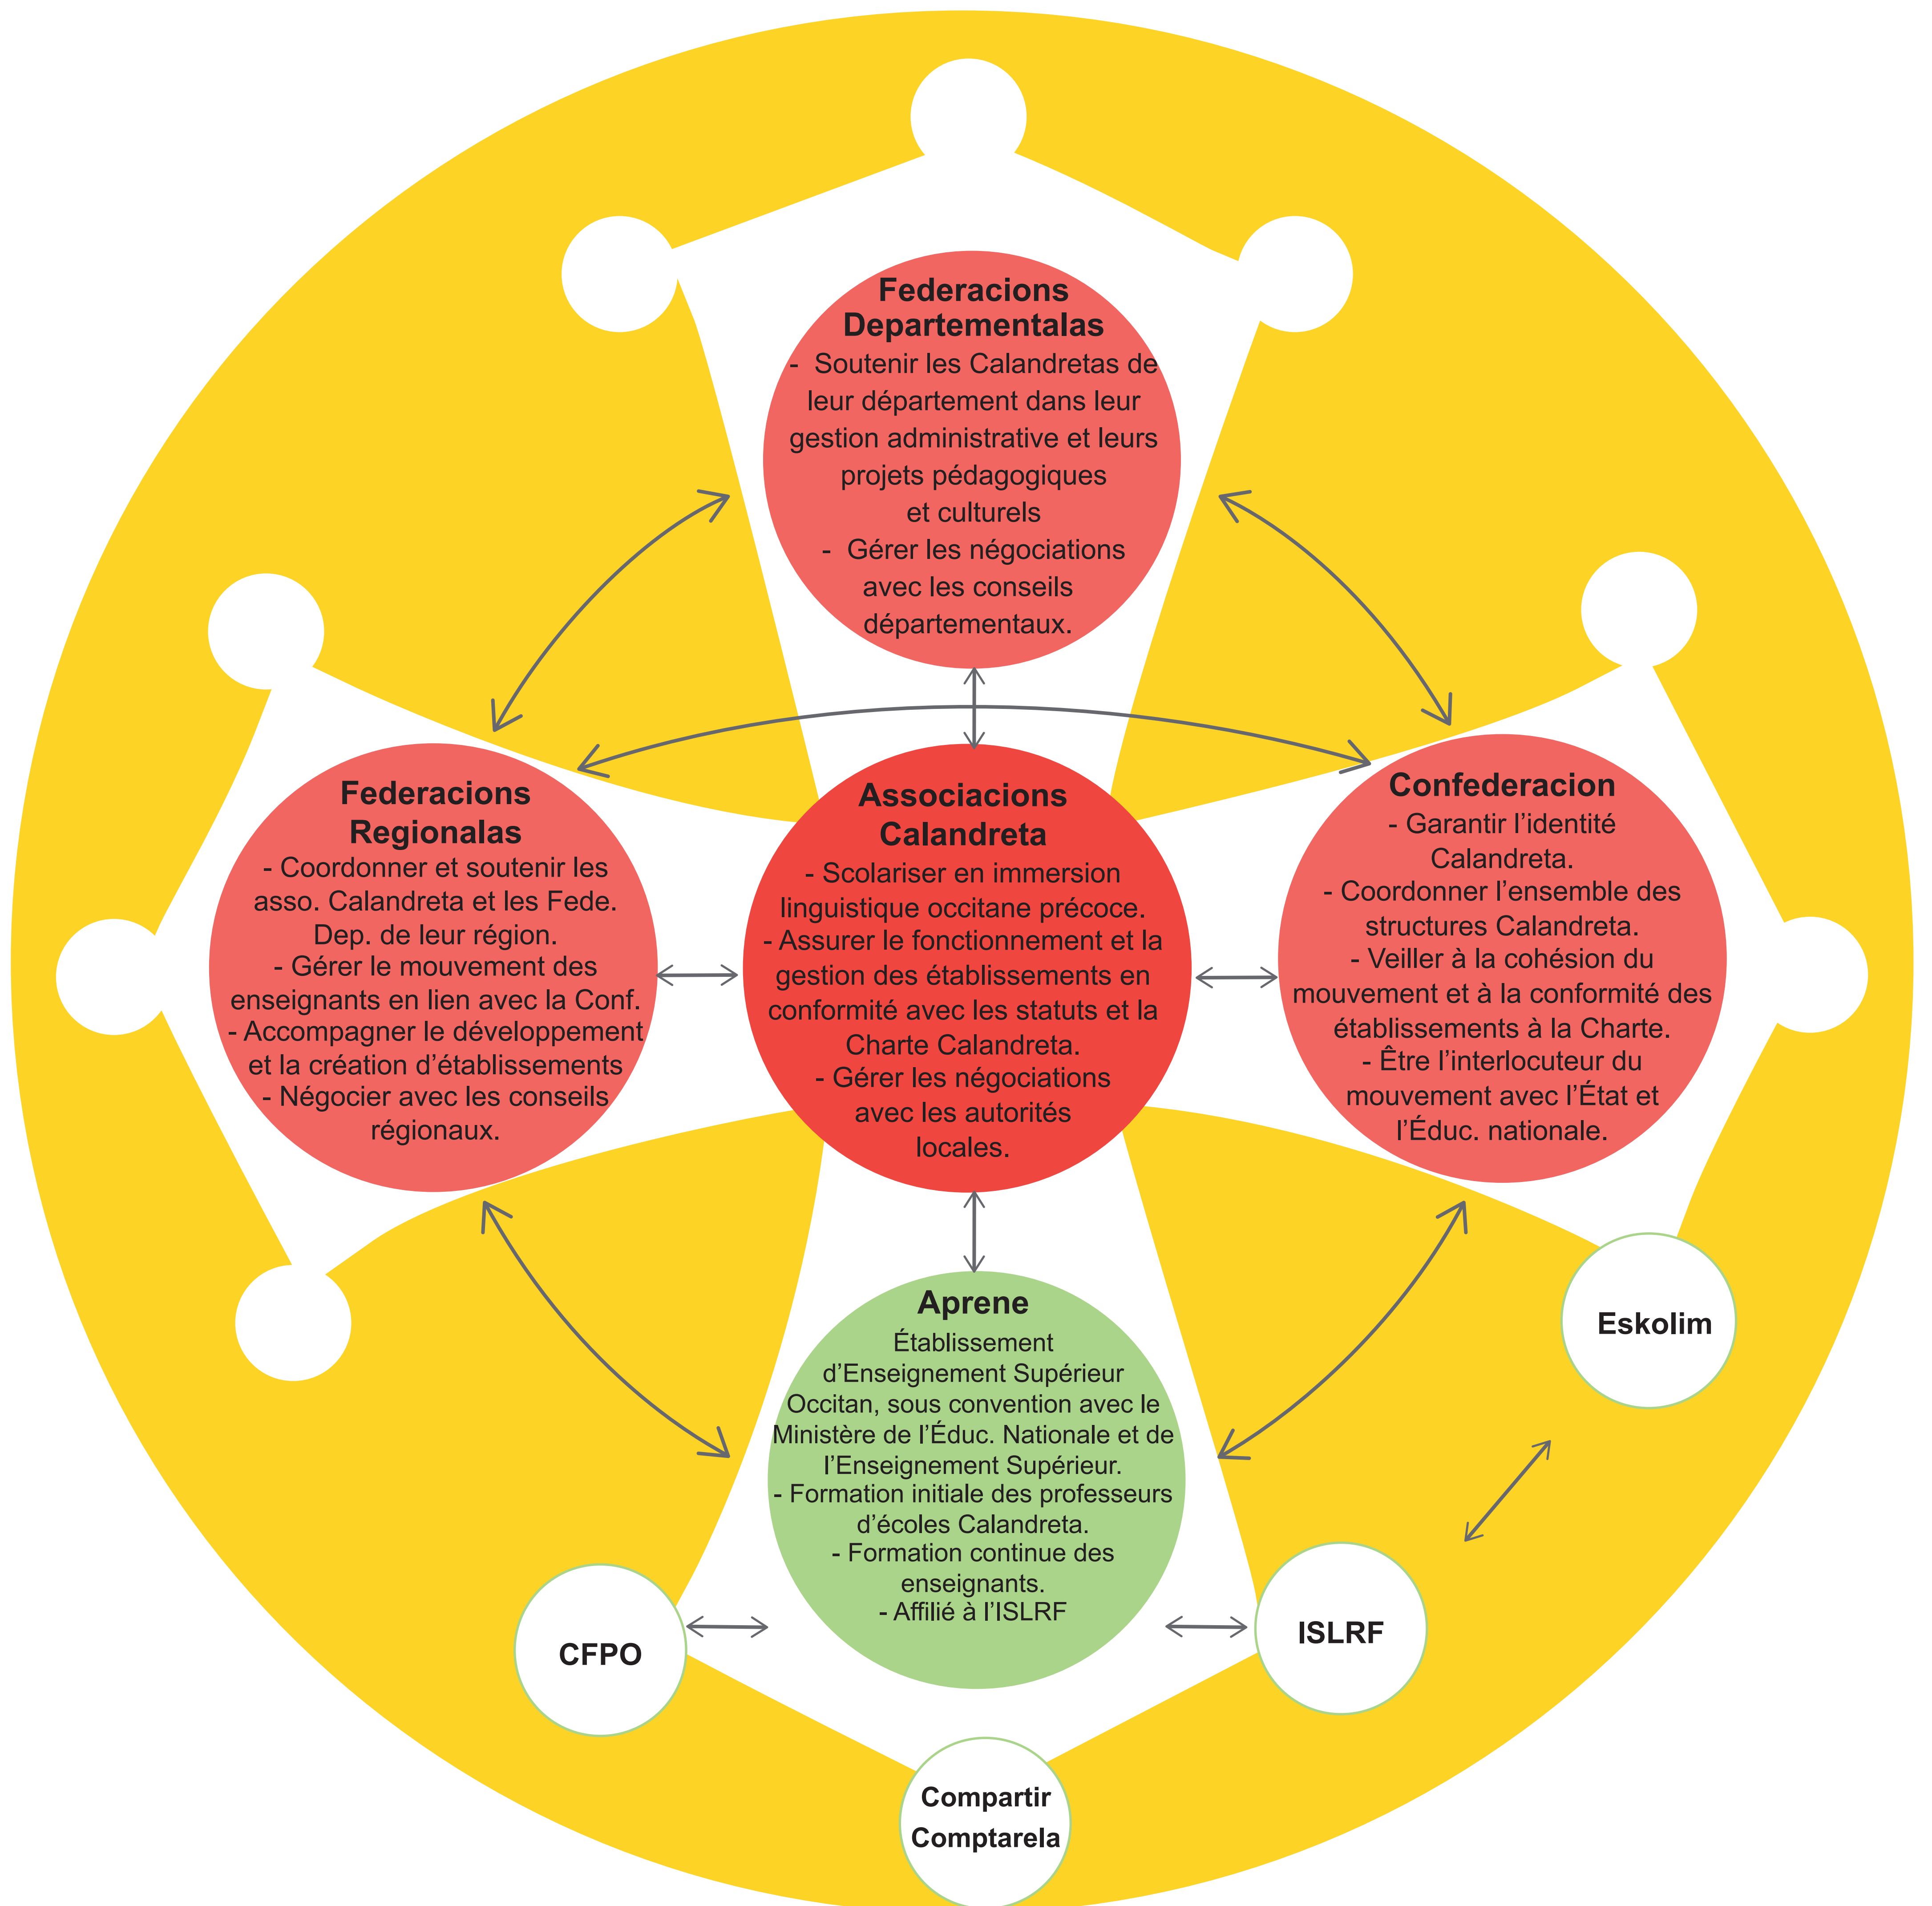 Federacions
Departementalas
- Soutenir les Calandretas de
leur département dans leur
gestion administrative et leurs
projets pédagogiques
et culturels
- Gérer les négociations
avec les conseils
départementaux.
Federacions
Regionalas
- Coordonner et soutenir les
asso. Calandreta et les Fede.
Dep. de leur région.
- Gérer le mouvement des
enseignants en lien avec la Conf.
- Accompagner le développement
et la création d’établissements
- Négocier avec les conseils
régionaux.
Associacions
Calandreta
- Scolariser en immersion
linguistique occitane précoce.
- Assurer le fonctionnement et la
gestion des établissements en
conformité avec les statuts et la
Charte Calandreta.
- Gérer les négociations
avec les autorités
locales.
Confederacion
- Garantir l’identité
Calandreta.
- Coordonner l’ensemble des
structures Calandreta.
- Veiller à la cohésion du
mouvement et à la conformité des
établissements à la Charte.
- Être l’interlocuteur du
mouvement avec l’État et
l’Éduc. nationale.
Aprene
Établissement
d’Enseignement Supérieur
Occitan, sous convention avec le
Ministère de l’Éduc. Nationale et de
l’Enseignement Supérieur.
- Formation initiale des professeurs
d’écoles Calandreta.
- Formation continue des
enseignants.
- Affilié à l’ISLRF
Eskolim
CFPO
ISLRF
Compartir
Comptarela